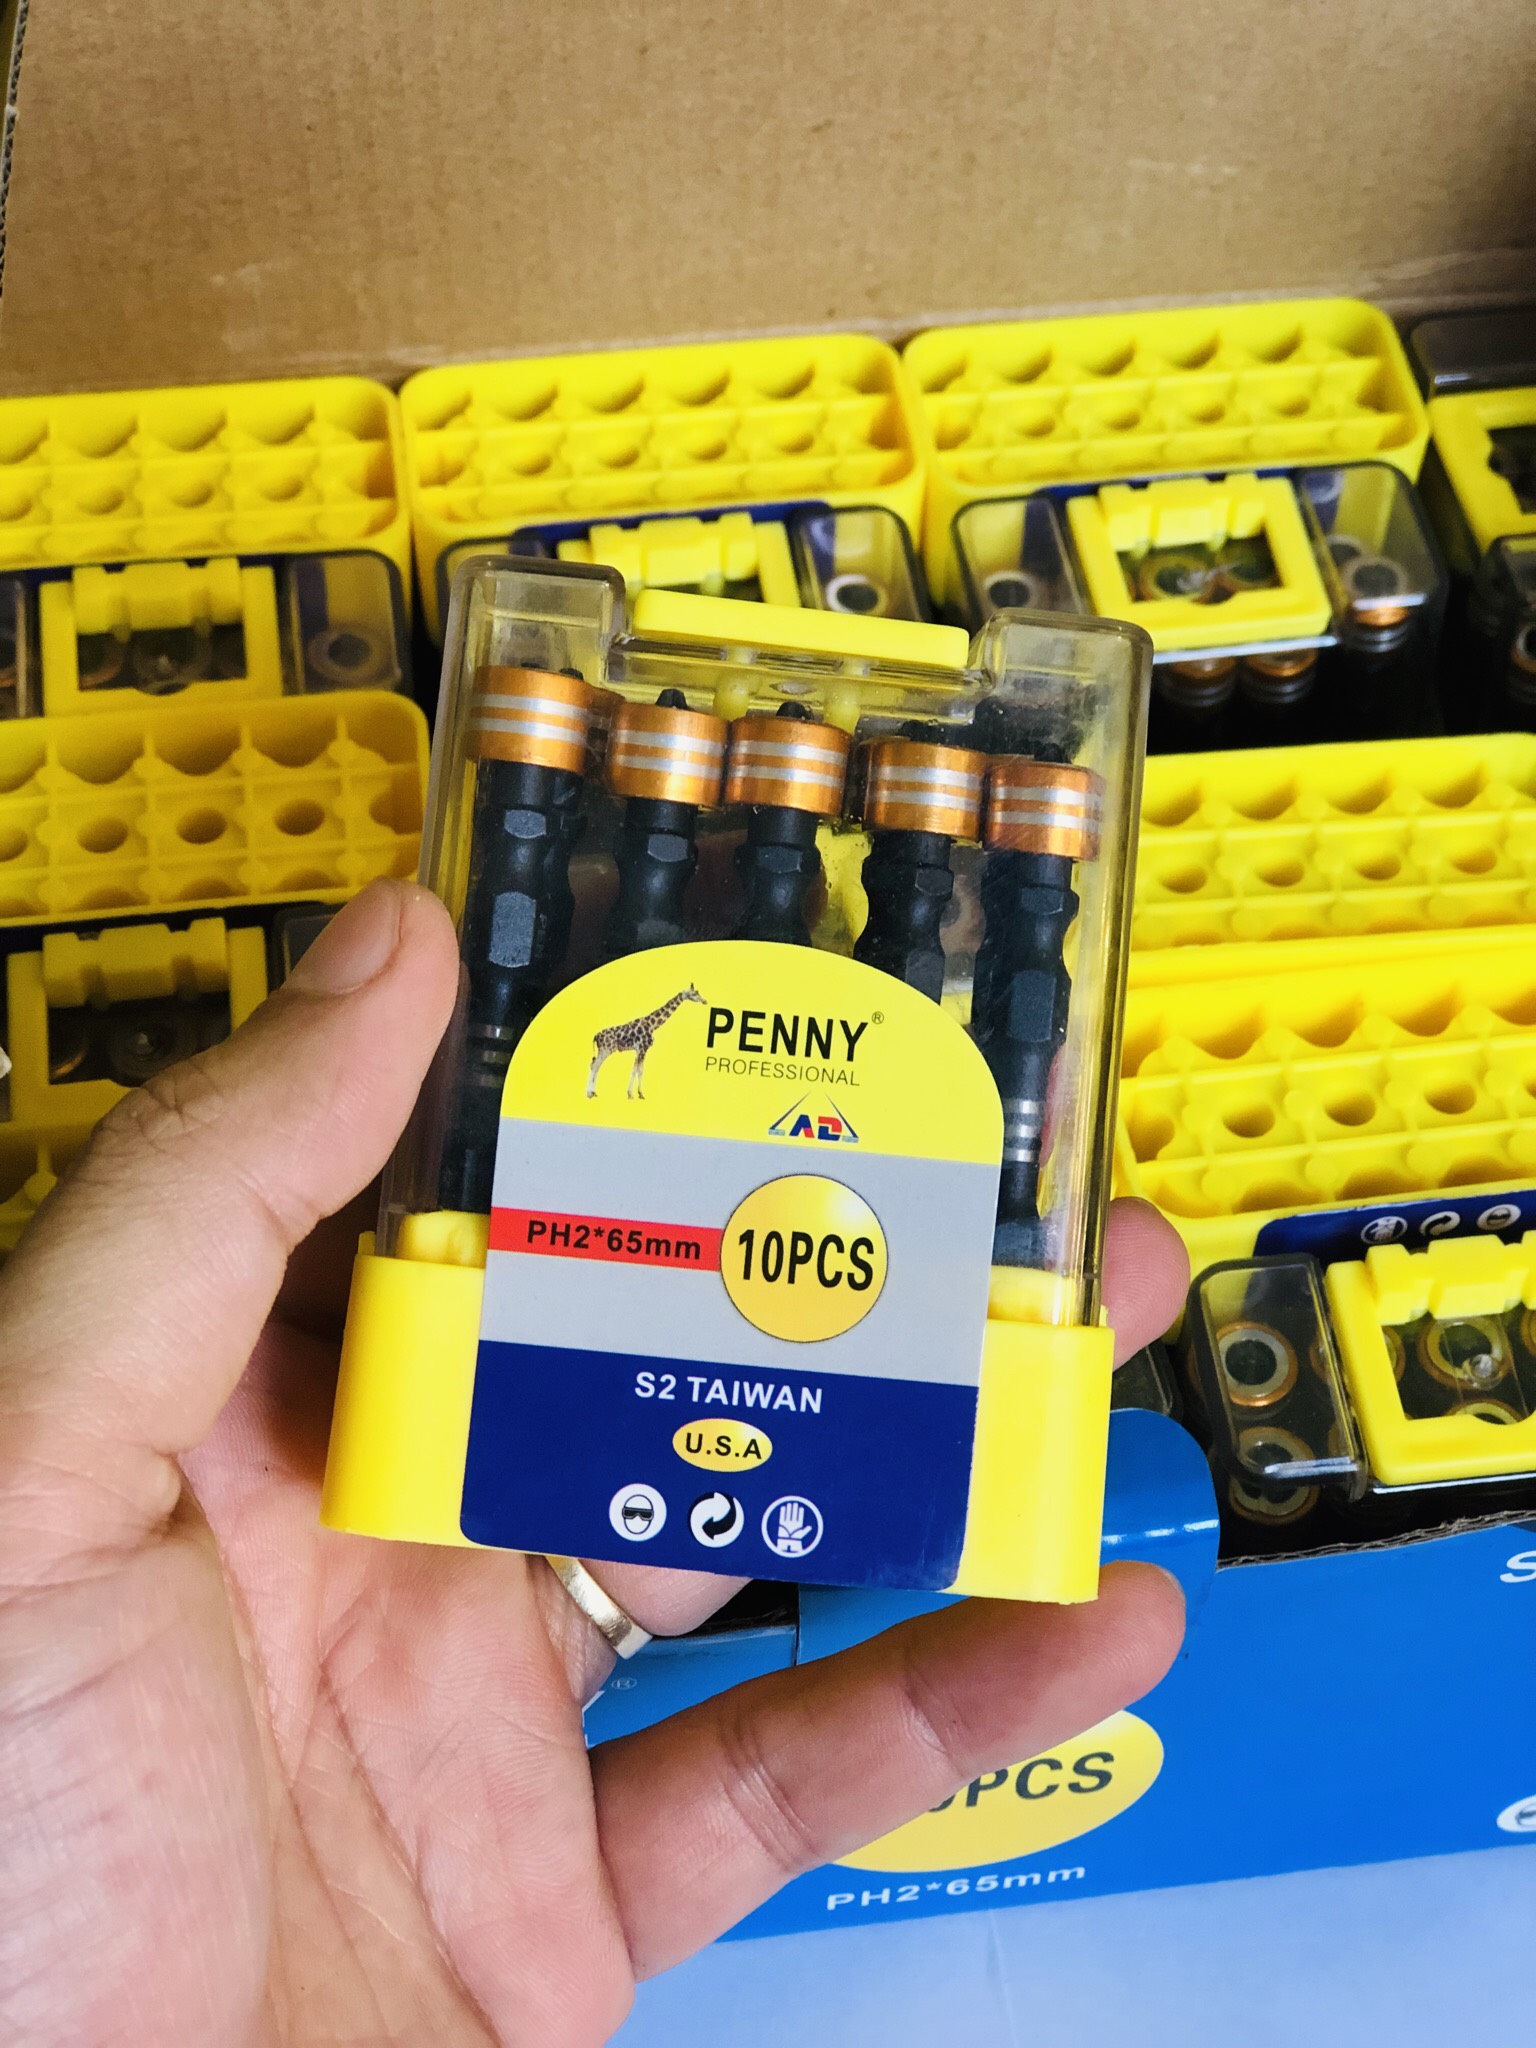 PENNY®
PROFESSIONAL
AD
PH2*65mm
10PCS
S2 TAIWAN
U.S.A
®
PCS
PH2*65mm
S